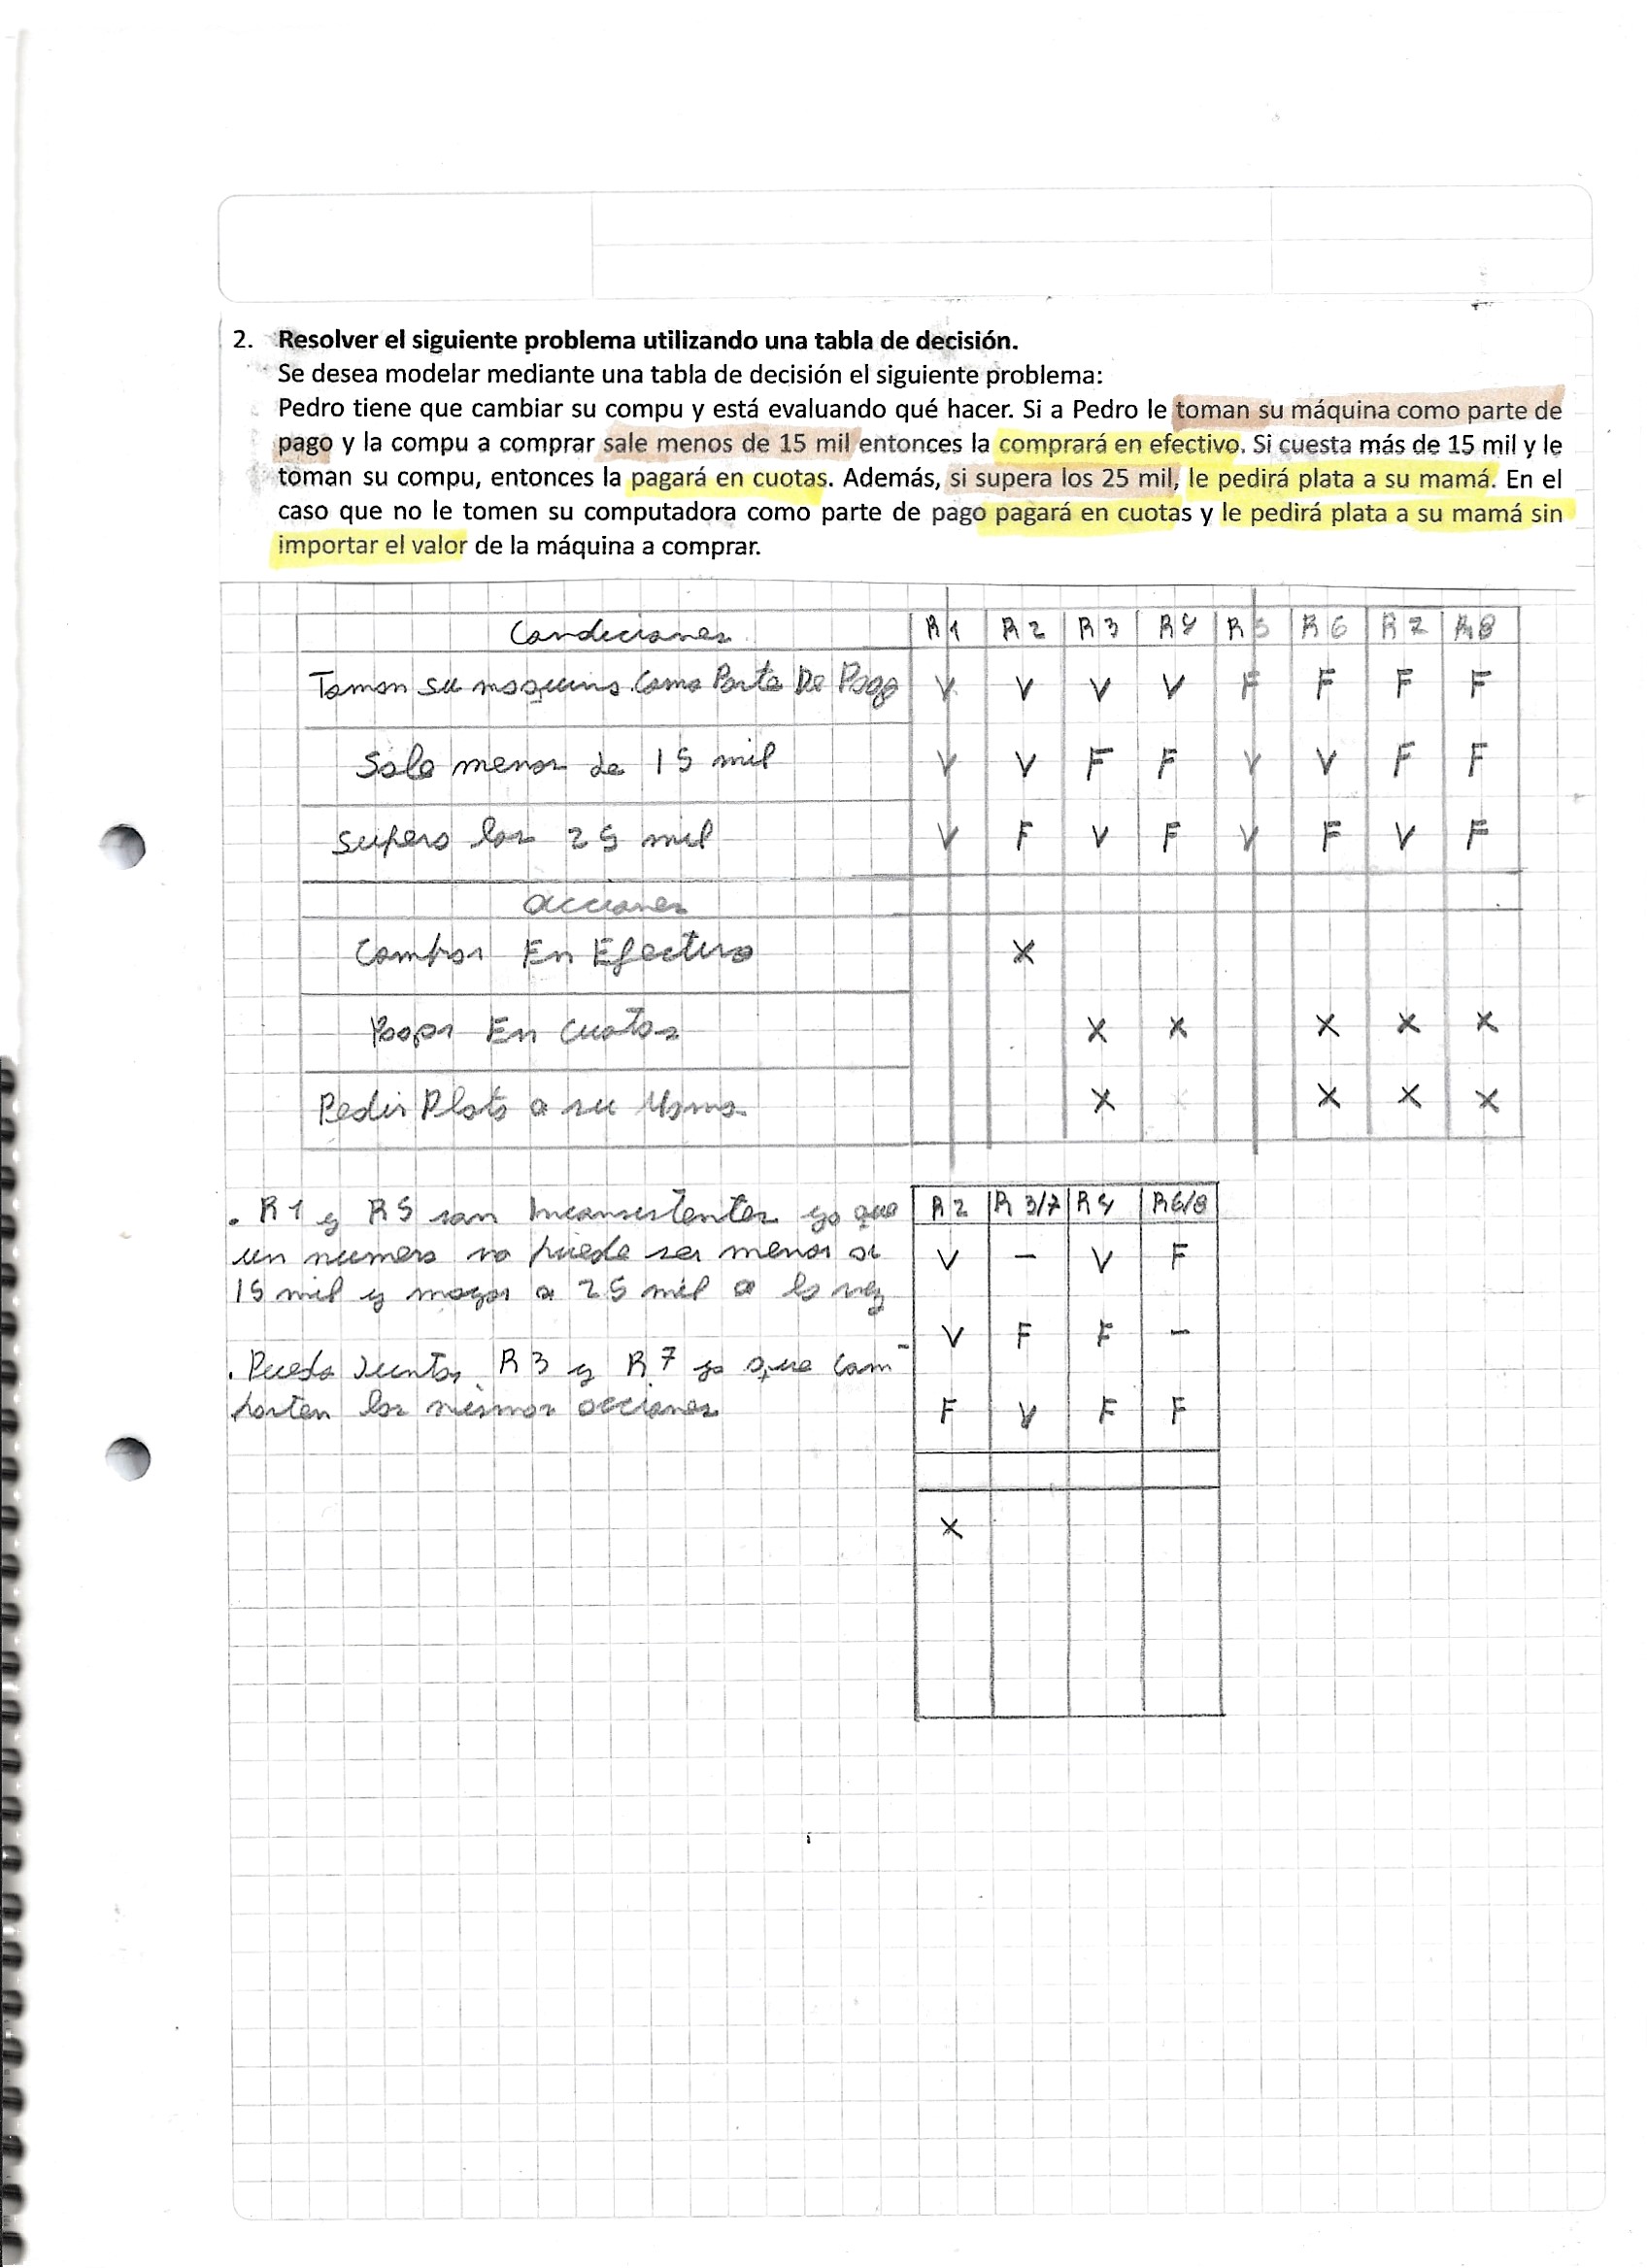 2. Resolver el siguiente problema utilizando una tabla de decisión.
Se desea modelar mediante una tabla de decisión el siguiente problema:
Pedro tiene que cambiar su compu y está evaluando qué hacer. Si a Pedro le toman su máquina como parte de
pago y la compu a comprar sale menos de 15 mil entonces la comprará en efectivo. Si cuesta más de 15 mil y le
toman su compu, entonces la pagará en cuotas. Además, si supera los 25 mil, le pedirá plata a su mamá. En el
caso que no le tomen su computadora como parte de pago pagará en cuotas y le pedirá plata a su mamá sin
importar el valor de la máquina a comprar.
Condiciones R1 R2 R3 R4 R5 R6 R7 R8
Toman su maquina Como Parte De Pago V V V V F F F F
Sale menos de 15 mil V V F F V V F F
Supera los 25 mil V F V F V F V F
acciones
Comprar En Efectivo X
Pagar En Cuotas X X X X X
Pedir Plata a su Mama X X X X
. R1 y R5 son Inconsistentes ya que
un numero no puede ser menor a
15 mil y mayor a 25 mil a la vez
. Puedo Juntar R3 y R7 ya que com-
parten las mismas acciones
R2 R3/7 R4 R6/8
V - V F
V F F -
F V F F
X